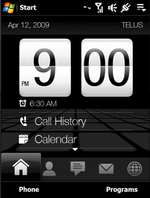 Start
Apr 12, 2009 TELUS
PM 9 00
6:30 AM
Call History
Calendar
Phone Programs